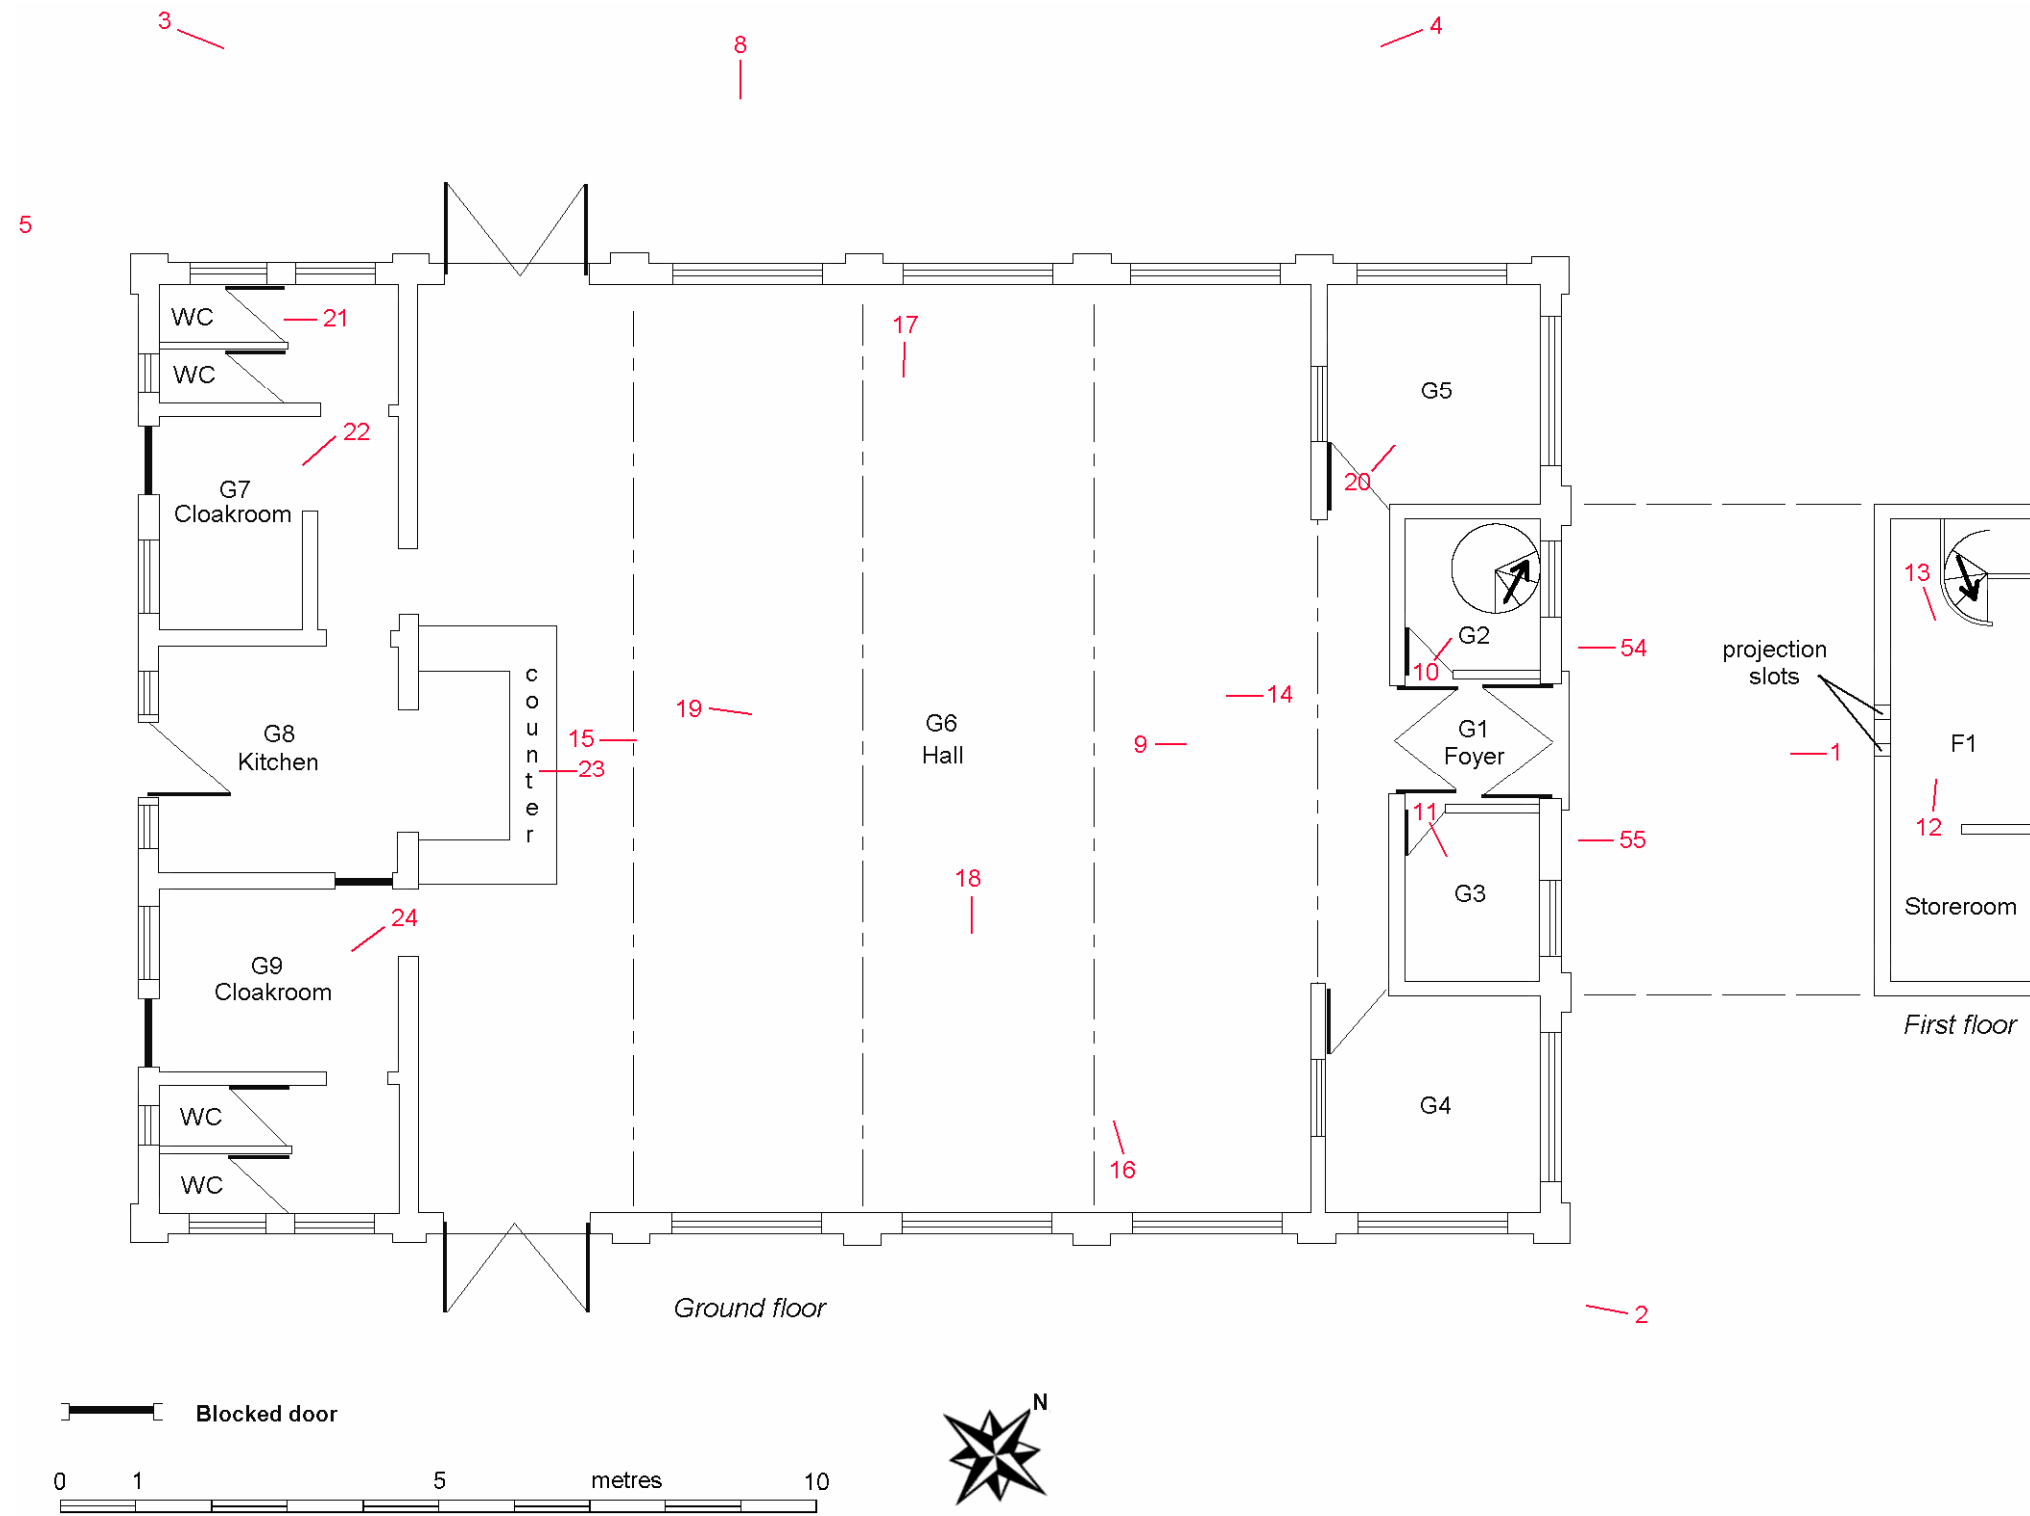 3
8
4
5
WC
21
17
WC
G5
22
20
G7
Cloakroom
13
G2
54
projection
slots
10
counter
19
14
G6
Hall
G8
Kitchen
15
9
G1
Foyer
1
F1
23
11
12
55
18
G3
24
Storeroom
G9
Cloakroom
First floor
WC
G4
16
WC
Ground floor
2
Blocked door
N
0 1 5 metres 10